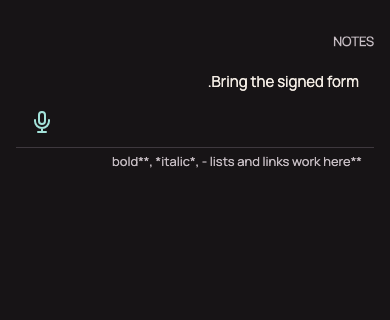 NOTES
.Bring the signed form
bold**, *italic*, - lists and links work here**